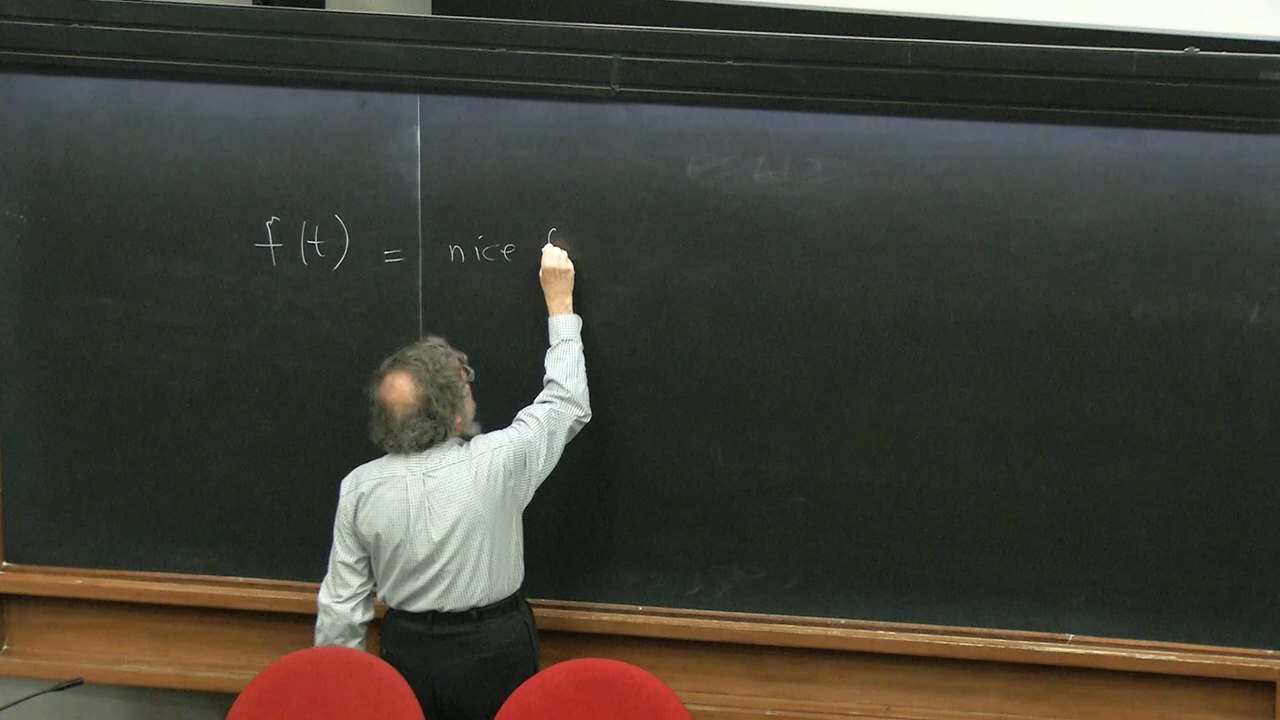 f(t) = nice f